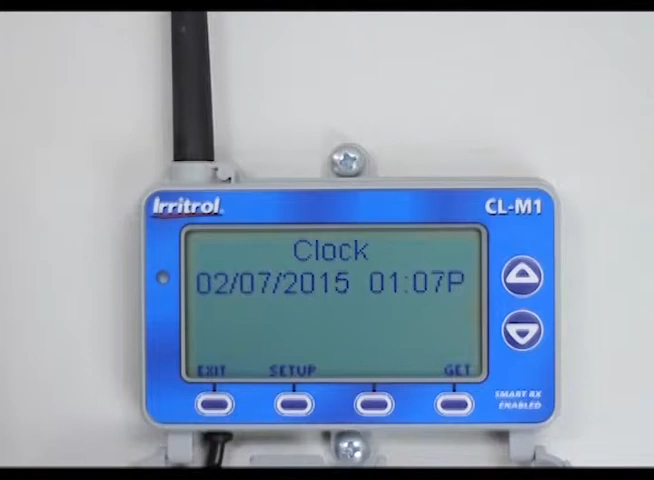 Irritrol. CL-M1
Clock
02/07/2015 01:07P
EXIT SETUP GET
SMART RX
ENABLED